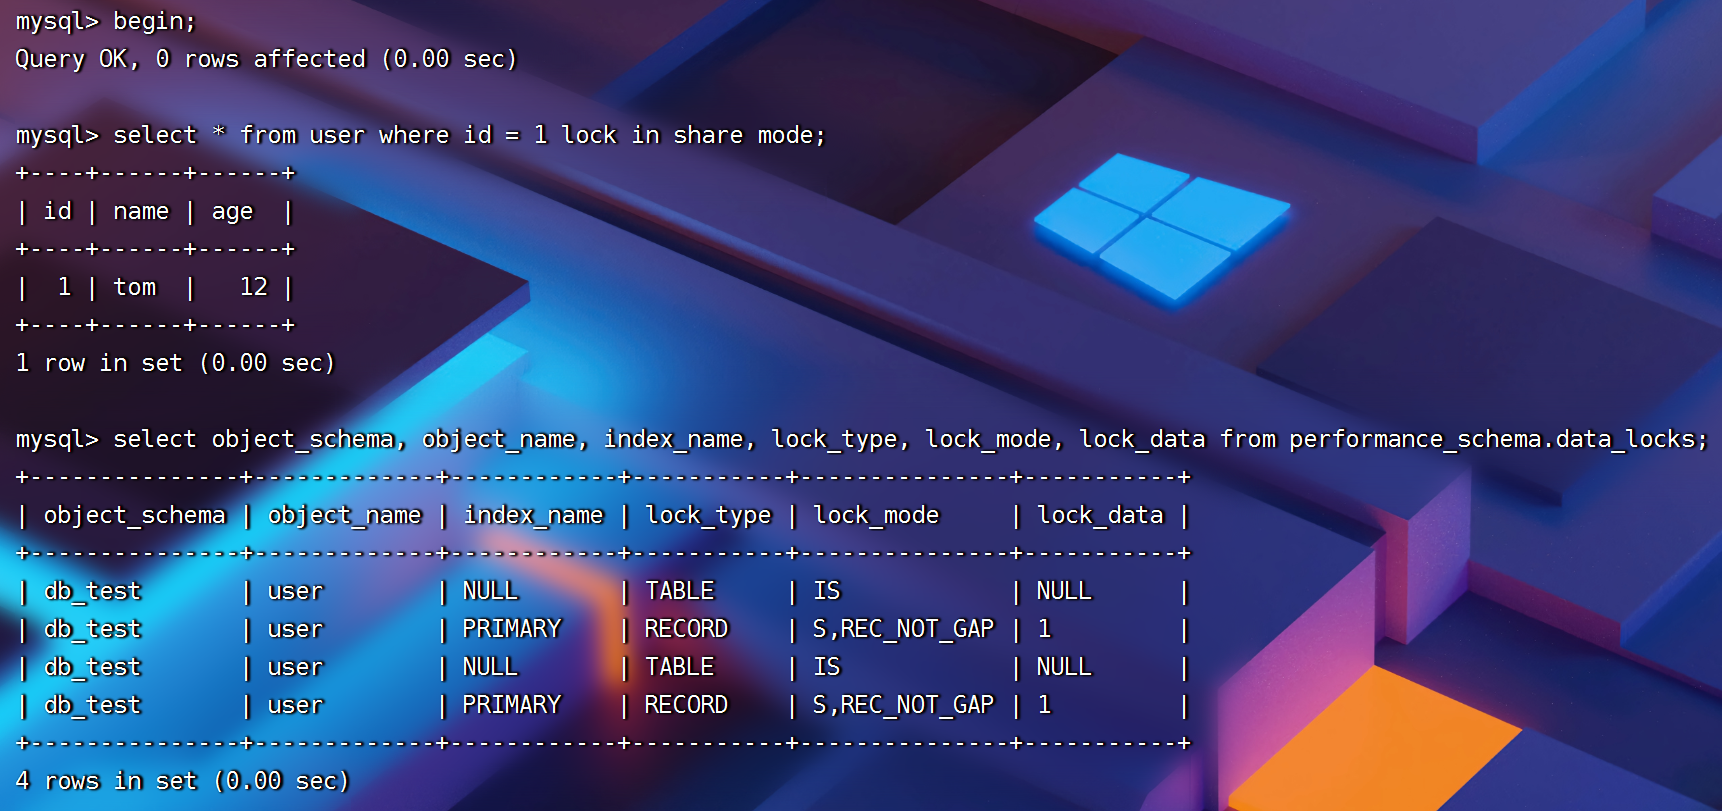 mysql> begin;
Query OK, 0 rows affected (0.00 sec)
mysql> select * from user where id = 1 lock in share mode;
+----+------+------+
| id | name | age  |
+----+------+------+
|  1 | tom  |   12 |
+----+------+------+
1 row in set (0.00 sec)
mysql> select object_schema, object_name, index_name, lock_type, lock_mode, lock_data from performance_schema.data_locks;
+---------------+-------------+------------+-----------+---------------+-----------+
| object_schema | object_name | index_name | lock_type | lock_mode     | lock_data |
+---------------+-------------+------------+-----------+---------------+-----------+
| db_test       | user        | NULL       | TABLE     | IS            | NULL      |
| db_test       | user        | PRIMARY    | RECORD    | S,REC_NOT_GAP | 1         |
| db_test       | user        | NULL       | TABLE     | IS            | NULL      |
| db_test       | user        | PRIMARY    | RECORD    | S,REC_NOT_GAP | 1         |
+---------------+-------------+------------+-----------+---------------+-----------+
4 rows in set (0.00 sec)